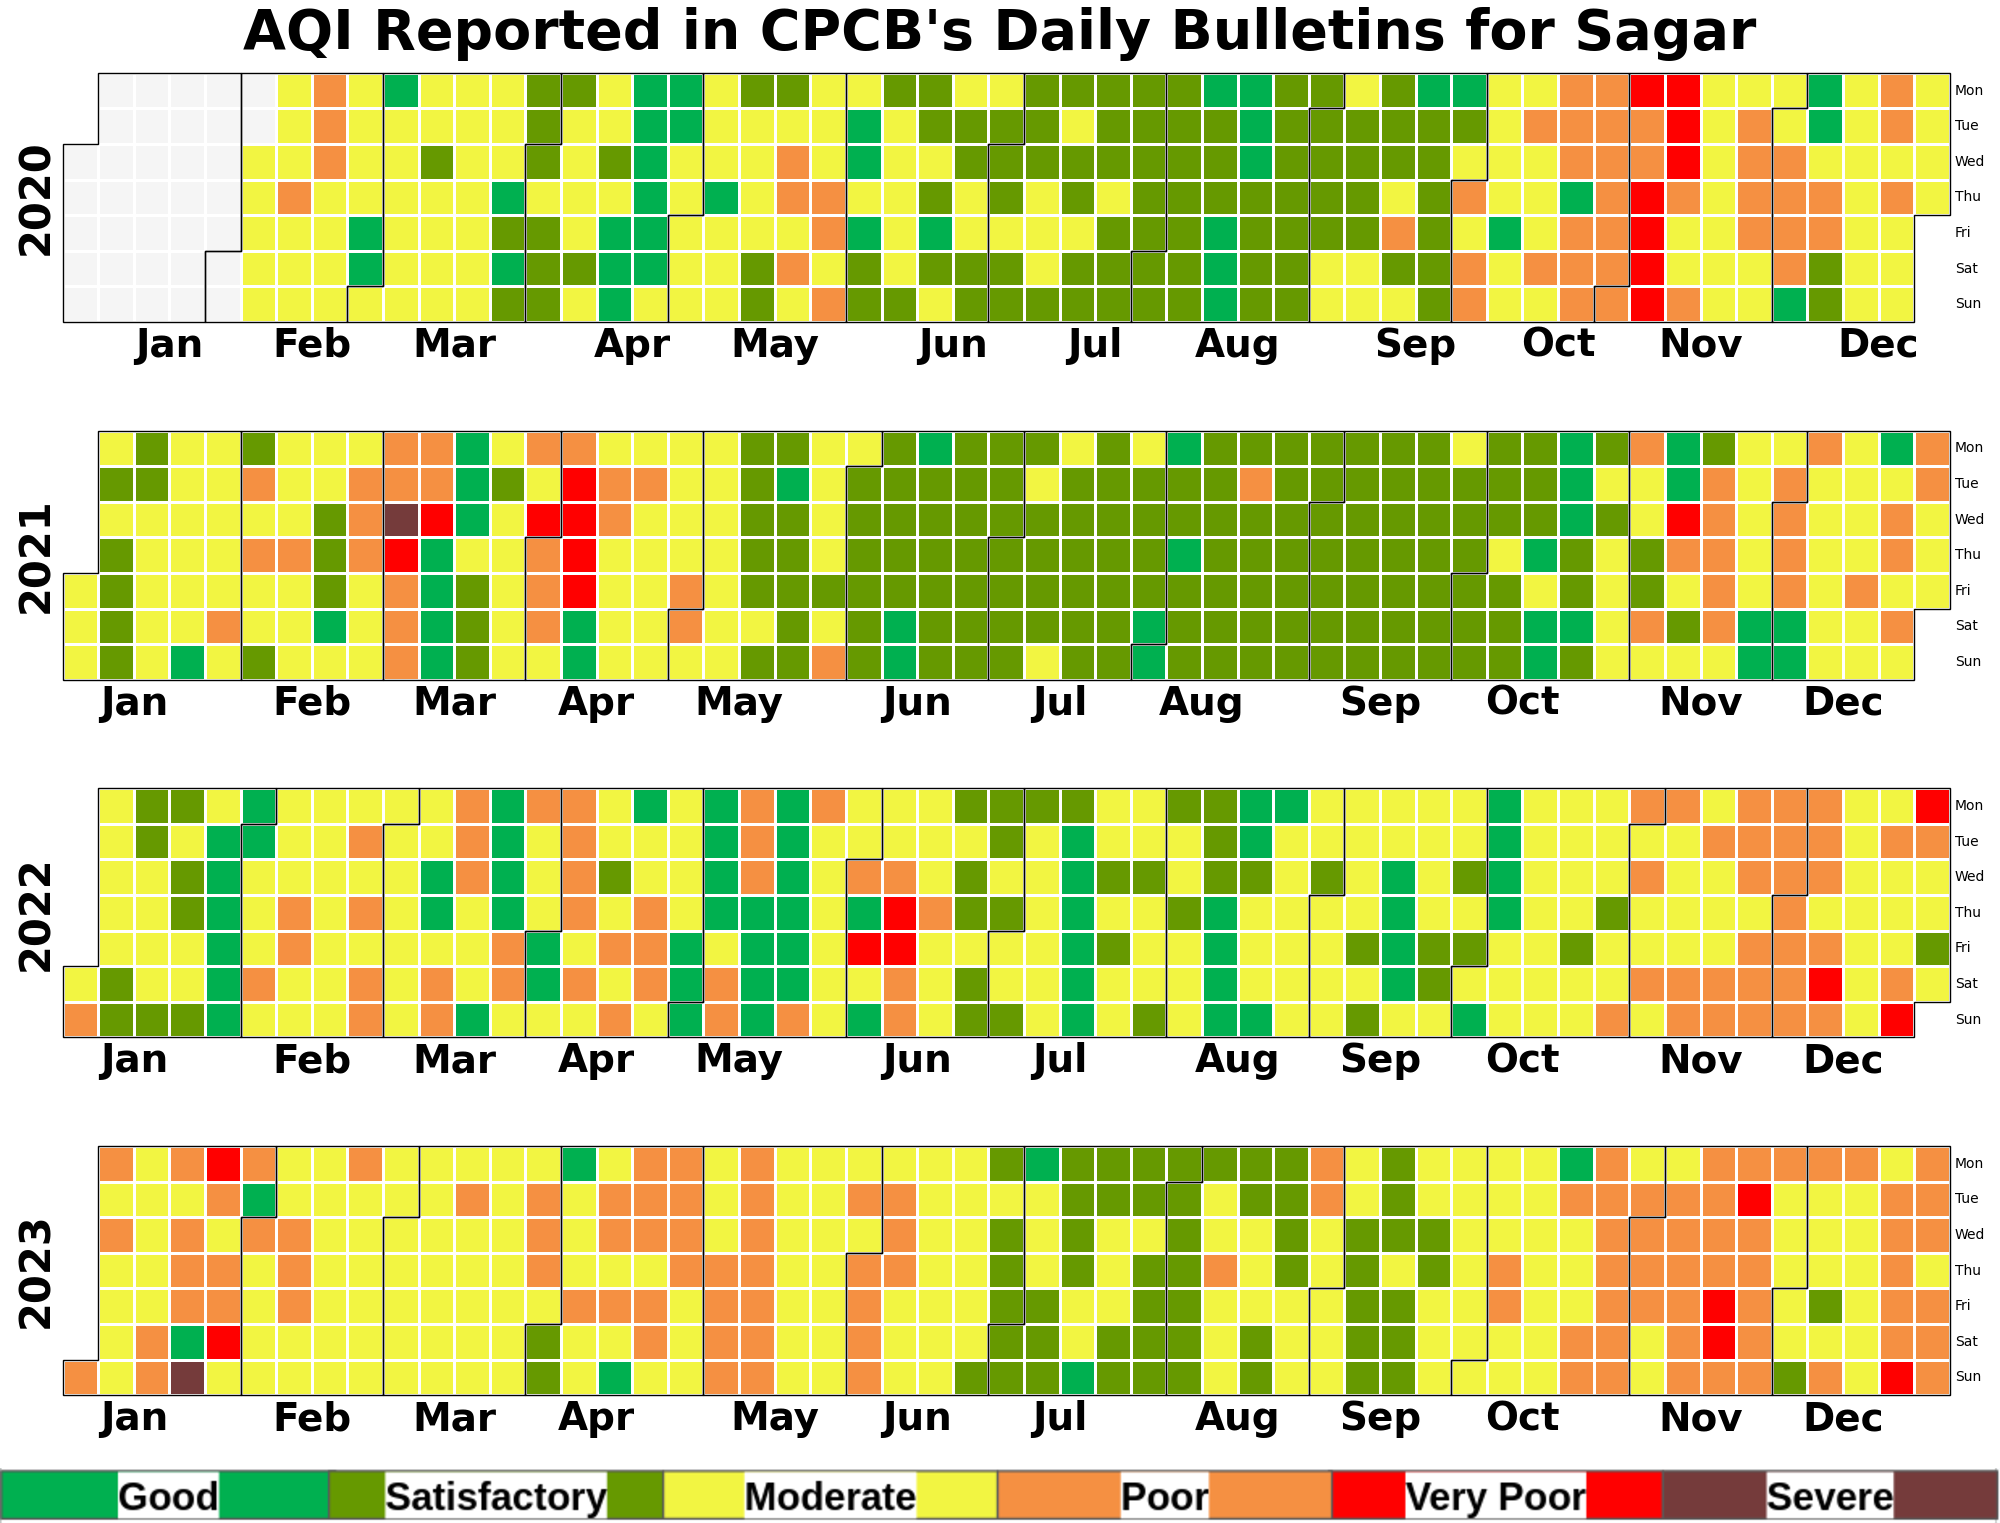 AQI Reported in CPCB's Daily Bulletins for Sagar
2020
Mon
Tue
Wed
Thu
Fri
Sat
Sun
Jan Feb Mar Apr May Jun Jul Aug Sep Oct Nov Dec
2021
Mon
Tue
Wed
Thu
Fri
Sat
Sun
Jan Feb Mar Apr May Jun Jul Aug Sep Oct Nov Dec
2022
Mon
Tue
Wed
Thu
Fri
Sat
Sun
Jan Feb Mar Apr May Jun Jul Aug Sep Oct Nov Dec
2023
Mon
Tue
Wed
Thu
Fri
Sat
Sun
Jan Feb Mar Apr May Jun Jul Aug Sep Oct Nov Dec
Good Satisfactory Moderate Poor Very Poor Severe